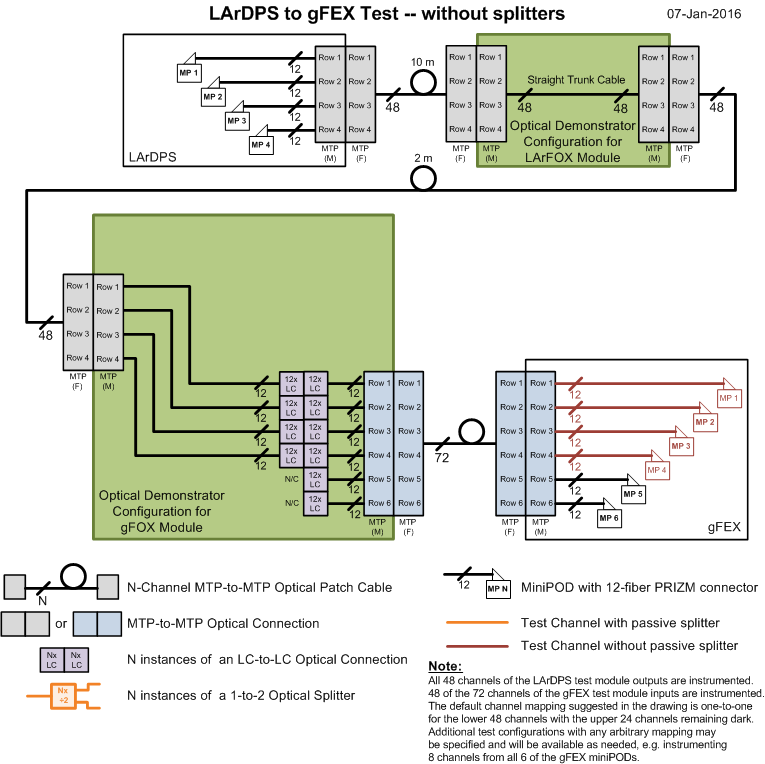 LArDPS to gFEX Test -- without splitters
07-Jan-2016
MP 1
MP 2
MP 3
MP 4
12
12
12
12
Row 1 Row 1
Row 2 Row 2
Row 3 Row 3
Row 4 Row 4
MTP (M)
MTP (F)
LArDPS
48
10 m
Row 1 Row 1
Row 2 Row 2
Row 3 Row 3
Row 4 Row 4
MTP (F)
MTP (M)
Straight Trunk Cable
48
48
Optical Demonstrator
Configuration for
LArFOX Module
Row 1 Row 1
Row 2 Row 2
Row 3 Row 3
Row 4 Row 4
MTP (M)
MTP (F)
48
2 m
48
Row 1 Row 1
Row 2 Row 2
Row 3 Row 3
Row 4 Row 4
MTP (F)
MTP (M)
12
12
12
12
12x LC 12x LC
12x LC 12x LC
12x LC 12x LC
12x LC 12x LC
N/C 12x LC
N/C 12x LC
12
12
12
12
12
12
Row 1 Row 1
Row 2 Row 2
Row 3 Row 3
Row 4 Row 4
Row 5 Row 5
Row 6 Row 6
MTP (M)
MTP (F)
Optical Demonstrator
Configuration for
gFOX Module
72
Row 1 Row 1
Row 2 Row 2
Row 3 Row 3
Row 4 Row 4
Row 5 Row 5
Row 6 Row 6
MTP (F)
MTP (M)
12
12
12
12
12
12
MP 1
MP 2
MP 3
MP 4
MP 5
MP 6
gFEX
N
N-Channel MTP-to-MTP Optical Patch Cable
or
MTP-to-MTP Optical Connection
Nx LC Nx LC
N instances of an LC-to-LC Optical Connection
Nx ÷2
N instances of a 1-to-2 Optical Splitter
12
MP N
MiniPOD with 12-fiber PRIZM connector
Test Channel with passive splitter
Test Channel without passive splitter
Note:
All 48 channels of the LArDPS test module outputs are instrumented.
48 of the 72 channels of the gFEX test module inputs are instrumented.
The default channel mapping suggested in the drawing is one-to-one
for the lower 48 channels with the upper 24 channels remaining dark.
Additional test configurations with any arbitrary mapping may
be specified and will be available as needed, e.g. instrumenting
8 channels from all 6 of the gFEX miniPODs.